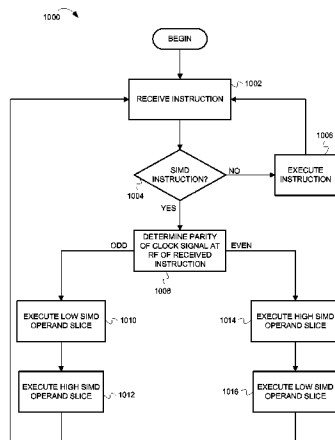 1000
BEGIN
RECEIVE INSTRUCTION
1002
1006
SIMD
INSTRUCTION?
NO
EXECUTE
INSTRUCTION
1004
YES
DETERMINE PARITY
OF CLOCK SIGNAL AT
RF OF RECEIVED
INSTRUCTION
ODD
EVEN
1008
EXECUTE LOW SIMD
OPERAND SLICE
1010
1014
EXECUTE HIGH SIMD
OPERAND SLICE
EXECUTE HIGH SIMD
OPERAND SLICE
1012
1016
EXECUTE LOW SIMD
OPERAND SLICE